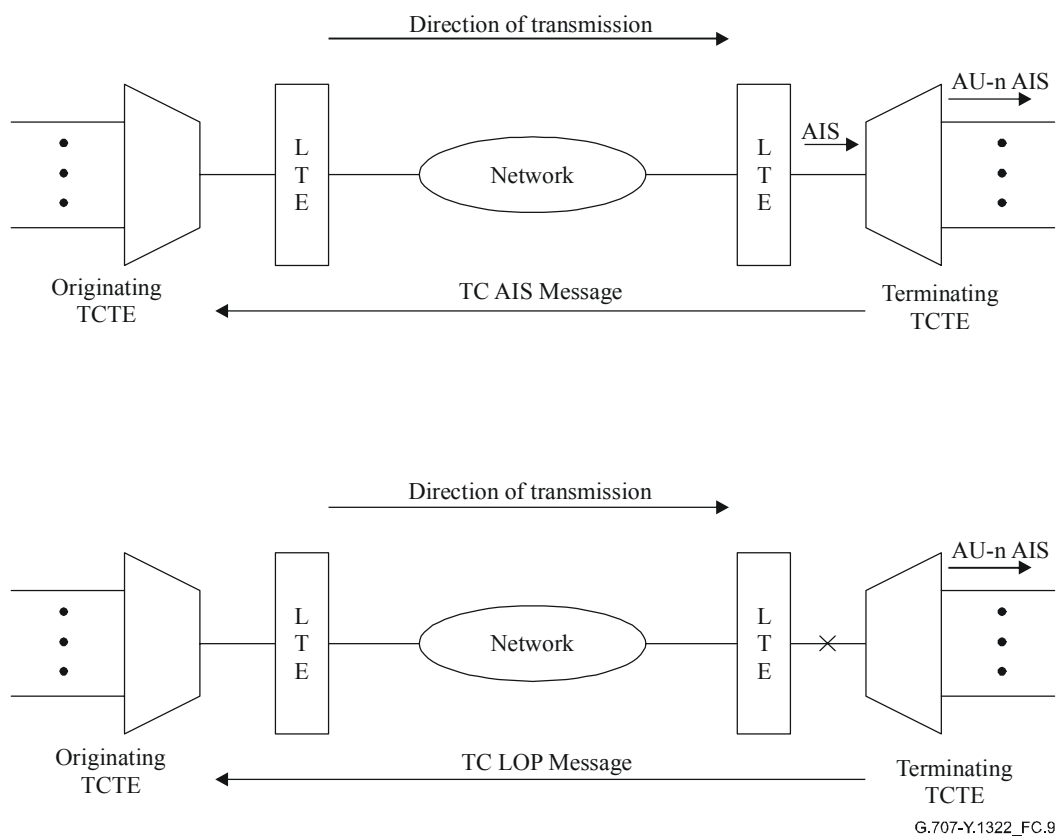 Direction of transmission
AU-n AIS
AIS
L
T
E
Network
L
T
E
Originating
TCTE
TC AIS Message
Terminating
TCTE
Direction of transmission
AU-n AIS
L
T
E
Network
L
T
E
Originating
TCTE
TC LOP Message
Terminating
TCTE
G.707-Y.1322_FC.9